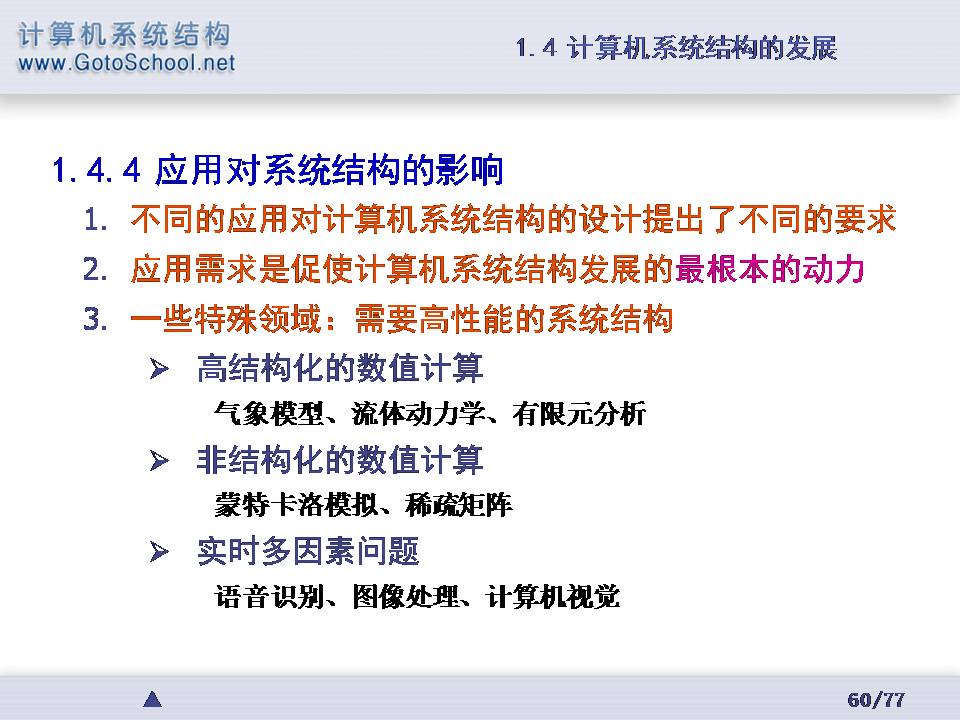 计算机系统结构
www.GotoSchool.net
1.4 计算机系统结构的发展
1.4.4 应用对系统结构的影响
1. 不同的应用对计算机系统结构的设计提出了不同的要求
2. 应用需求是促使计算机系统结构发展的最根本的动力
3. 一些特殊领域：需要高性能的系统结构
➢ 高结构化的数值计算
气象模型、流体动力学、有限元分析
➢ 非结构化的数值计算
蒙特卡洛模拟、稀疏矩阵
➢ 实时多因素问题
语音识别、图像处理、计算机视觉
60/77